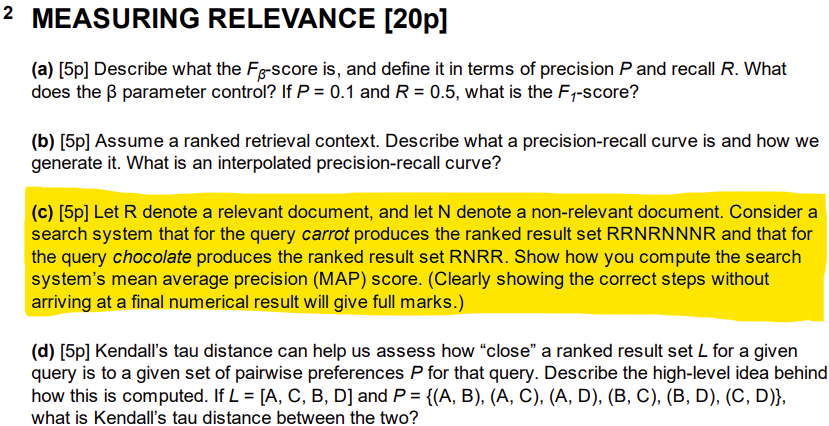 2 MEASURING RELEVANCE [20p]
(a) [5p] Describe what the Fβ-score is, and define it in terms of precision P and recall R. What
does the β parameter control? If P = 0.1 and R = 0.5, what is the F1-score?
(b) [5p] Assume a ranked retrieval context. Describe what a precision-recall curve is and how we
generate it. What is an interpolated precision-recall curve?
(c) [5p] Let R denote a relevant document, and let N denote a non-relevant document. Consider a
search system that for the query carrot produces the ranked result set RRNRNNNR and that for
the query chocolate produces the ranked result set RNRR. Show how you compute the search
system’s mean average precision (MAP) score. (Clearly showing the correct steps without
arriving at a final numerical result will give full marks.)
(d) [5p] Kendall’s tau distance can help us assess how “close” a ranked result set L for a given
query is to a given set of pairwise preferences P for that query. Describe the high-level idea behind
how this is computed. If L = [A, C, B, D] and P = {(A, B), (A, C), (A, D), (B, C), (B, D), (C, D)},
what is Kendall’s tau distance between the two?